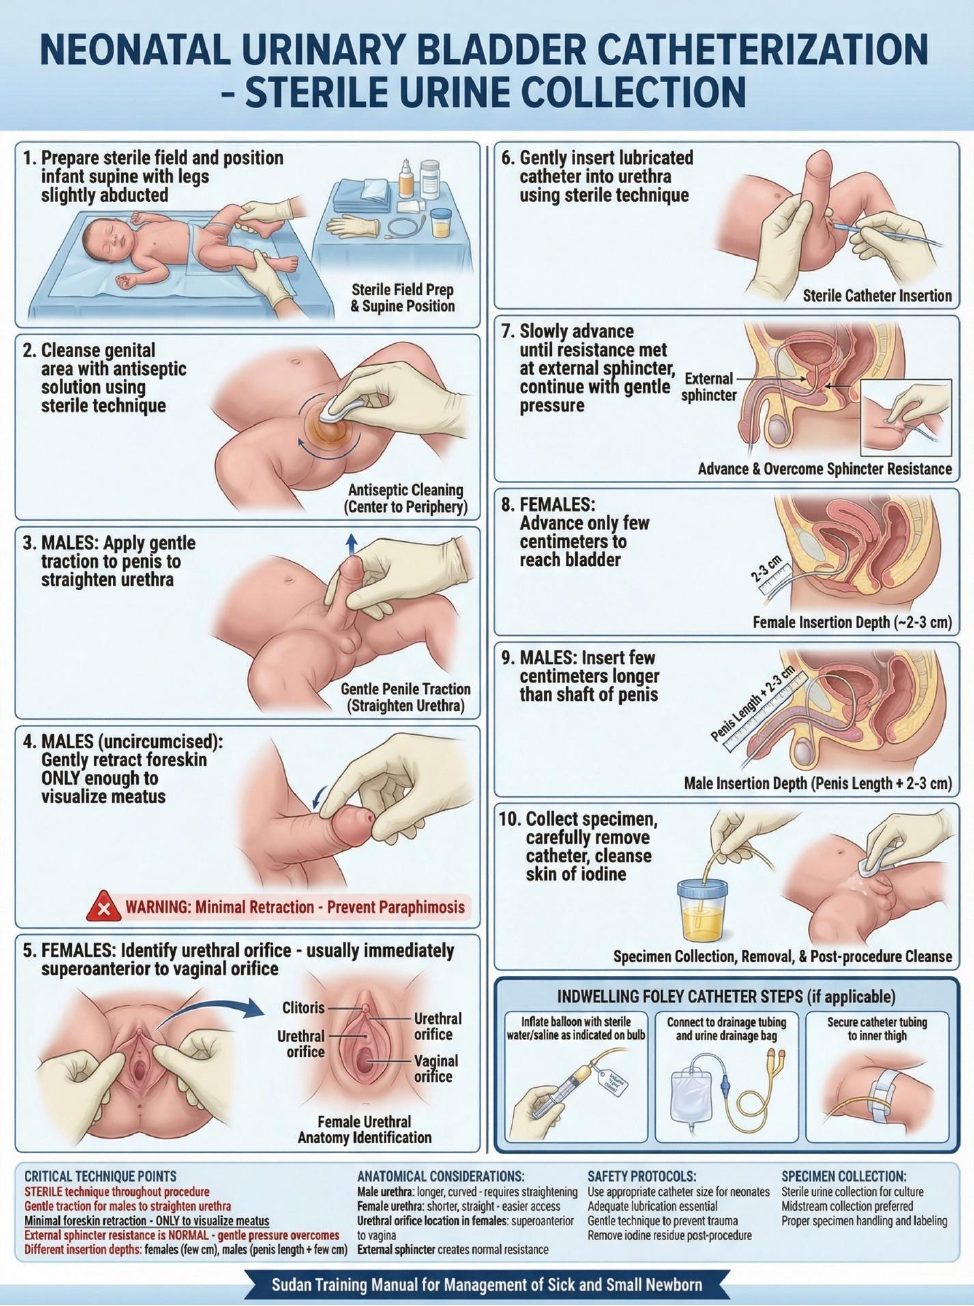 NEONATAL URINARY BLADDER CATHETERIZATION
- STERILE URINE COLLECTION
1. Prepare sterile field and position
infant supine with legs
slightly abducted
Sterile Field Prep
& Supine Position
2. Cleanse genital
area with antiseptic
solution using
sterile technique
Antiseptic Cleaning
(Center to Periphery)
3. MALES: Apply gentle
traction to penis to
straighten urethra
Gentle Penile Traction
(Straighten Urethra)
4. MALES (uncircumcised):
Gently retract foreskin
ONLY enough to
visualize meatus
WARNING: Minimal Retraction - Prevent Paraphimosis
5. FEMALES: Identify urethral orifice - usually immediately
superoanterior to vaginal orifice
Clitoris
Urethral
orifice
Urethral
orifice
Vaginal
orifice
Female Urethral
Anatomy Identification
6. Gently insert lubricated
catheter into urethra
using sterile technique
Sterile Catheter Insertion
7. Slowly advance
until resistance met
at external sphincter,
continue with gentle
pressure
External
sphincter
Advance & Overcome Sphincter Resistance
8. FEMALES:
Advance only few
centimeters to
reach bladder
2-3 cm
Female Insertion Depth (~2-3 cm)
9. MALES: Insert few
centimeters longer
than shaft of penis
Penis Length + 2-3 cm
Male Insertion Depth (Penis Length + 2-3 cm)
10. Collect specimen,
carefully remove
catheter, cleanse
skin of iodine
Specimen Collection, Removal, & Post-procedure Cleanse
INDWELLING FOLEY CATHETER STEPS (if applicable)
Inflate balloon with sterile
water/saline as indicated on bulb
Connect to drainage tubing
and urine drainage bag
Secure catheter tubing
to inner thigh
CRITICAL TECHNIQUE POINTS
STERILE technique throughout procedure
Gentle traction for males to straighten urethra
Minimal foreskin retraction - ONLY to visualize meatus
External sphincter resistance is NORMAL - gentle pressure overcomes
Different insertion depths: females (few cm), males (penis length + few cm)
ANATOMICAL CONSIDERATIONS:
Male urethra: longer, curved - requires straightening
Female urethra: shorter, straight - easier access
Urethral orifice location in females: superoanterior
to vagina
External sphincter creates normal resistance
SAFETY PROTOCOLS:
Use appropriate catheter size for neonates
Adequate lubrication essential
Gentle technique to prevent trauma
Remove iodine residue post-procedure
SPECIMEN COLLECTION:
Sterile urine collection for culture
Midstream collection preferred
Proper specimen handling and labeling
Sudan Training Manual for Management of Sick and Small Newborn